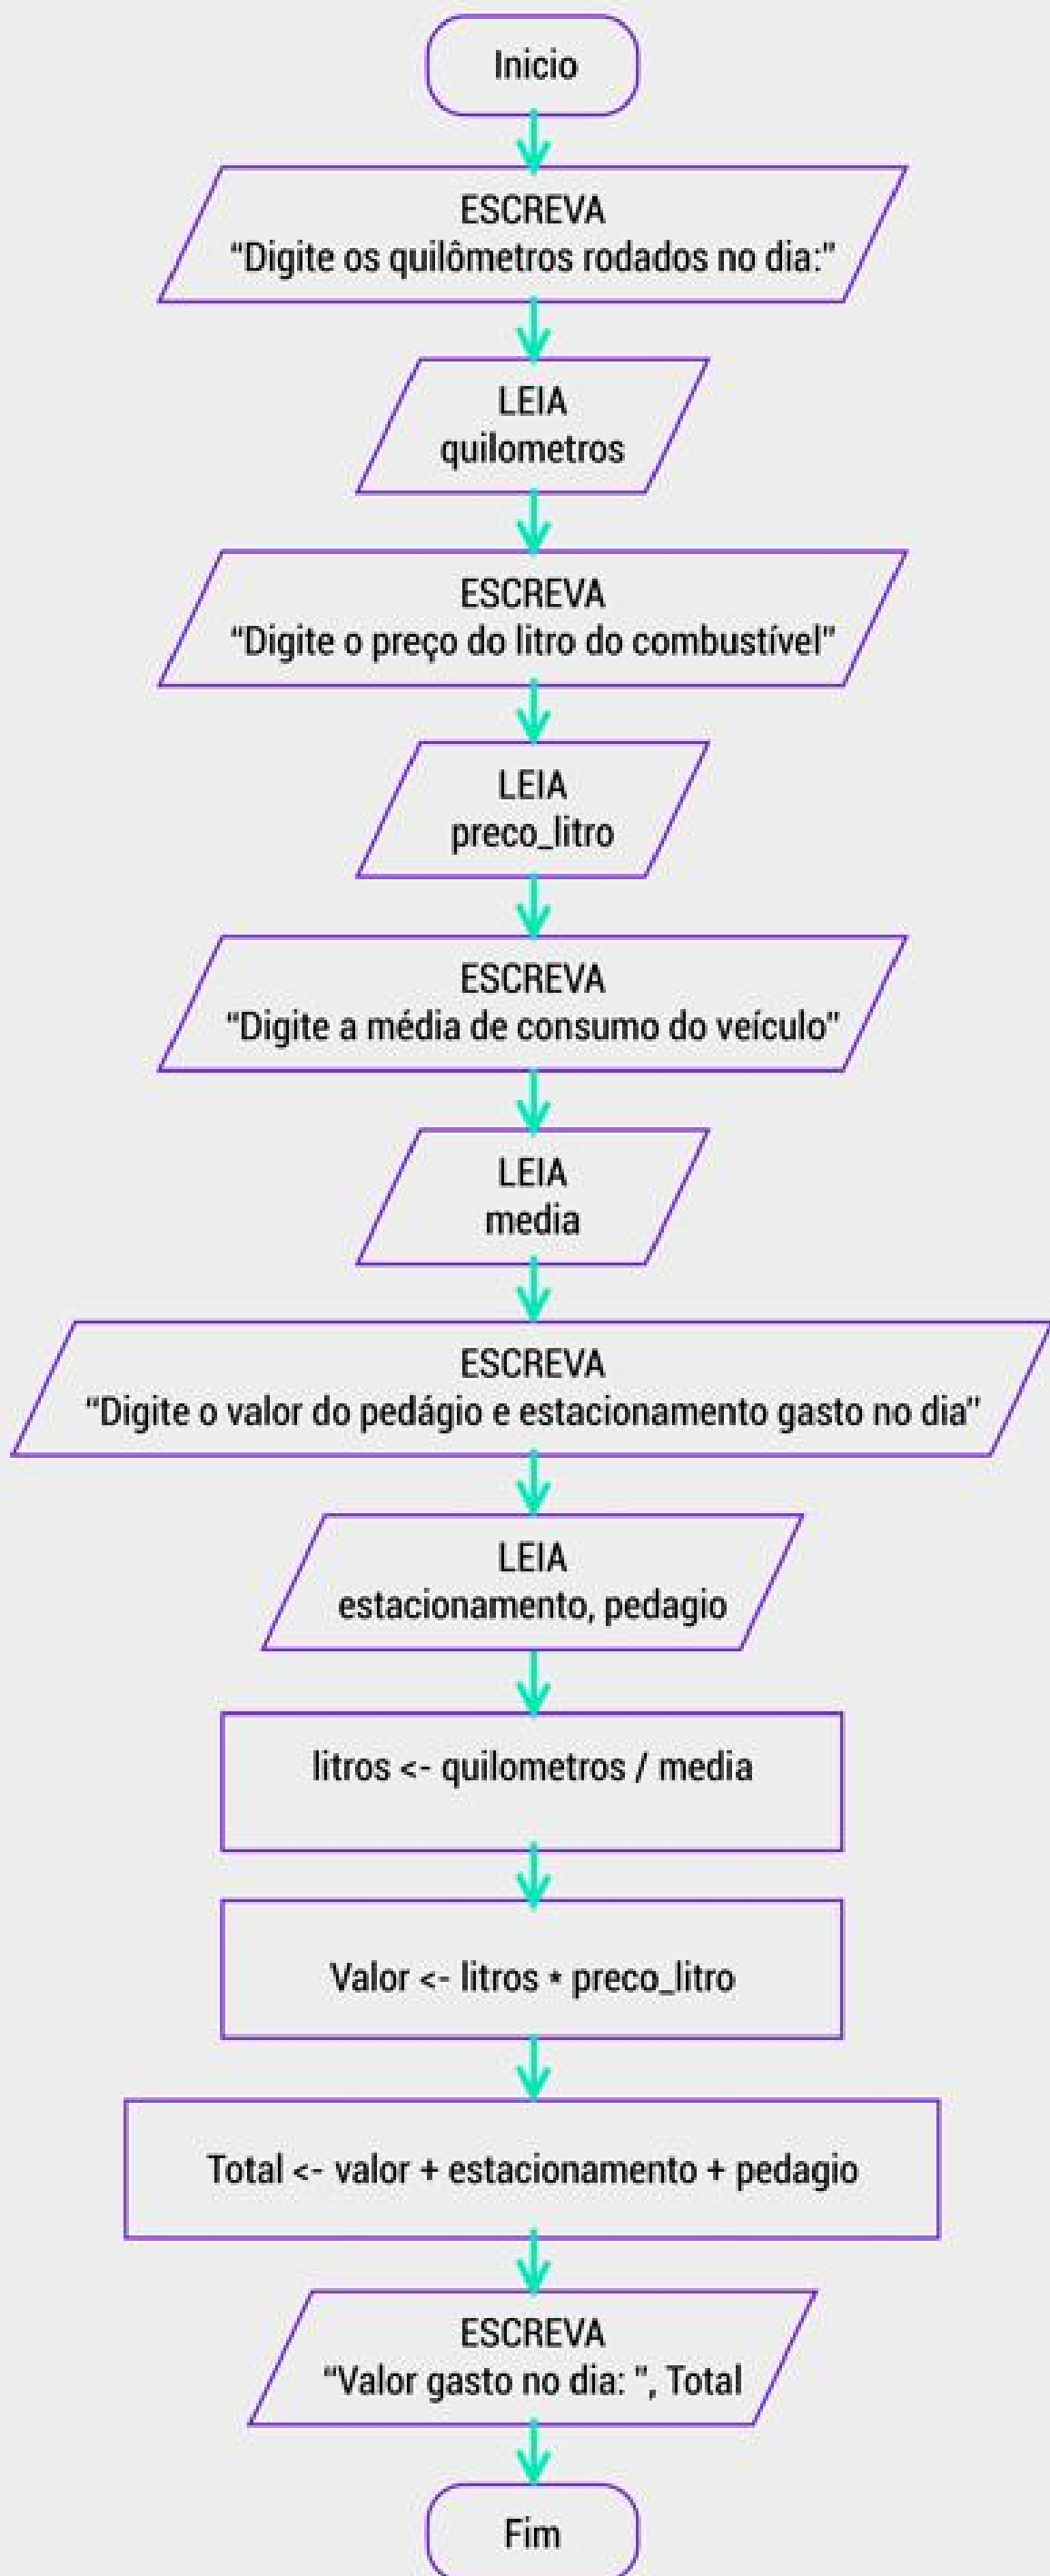 Inicio
ESCREVA
“Digite os quilômetros rodados no dia:”
LEIA
quilometros
ESCREVA
“Digite o preço do litro do combustível”
LEIA
preco_litro
ESCREVA
“Digite a média de consumo do veículo”
LEIA
media
ESCREVA
“Digite o valor do pedágio e estacionamento gasto no dia”
LEIA
estacionamento, pedagio
litros <- quilometros / media
Valor <- litros * preco_litro
Total <- valor + estacionamento + pedagio
ESCREVA
“Valor gasto no dia: ”, Total
Fim